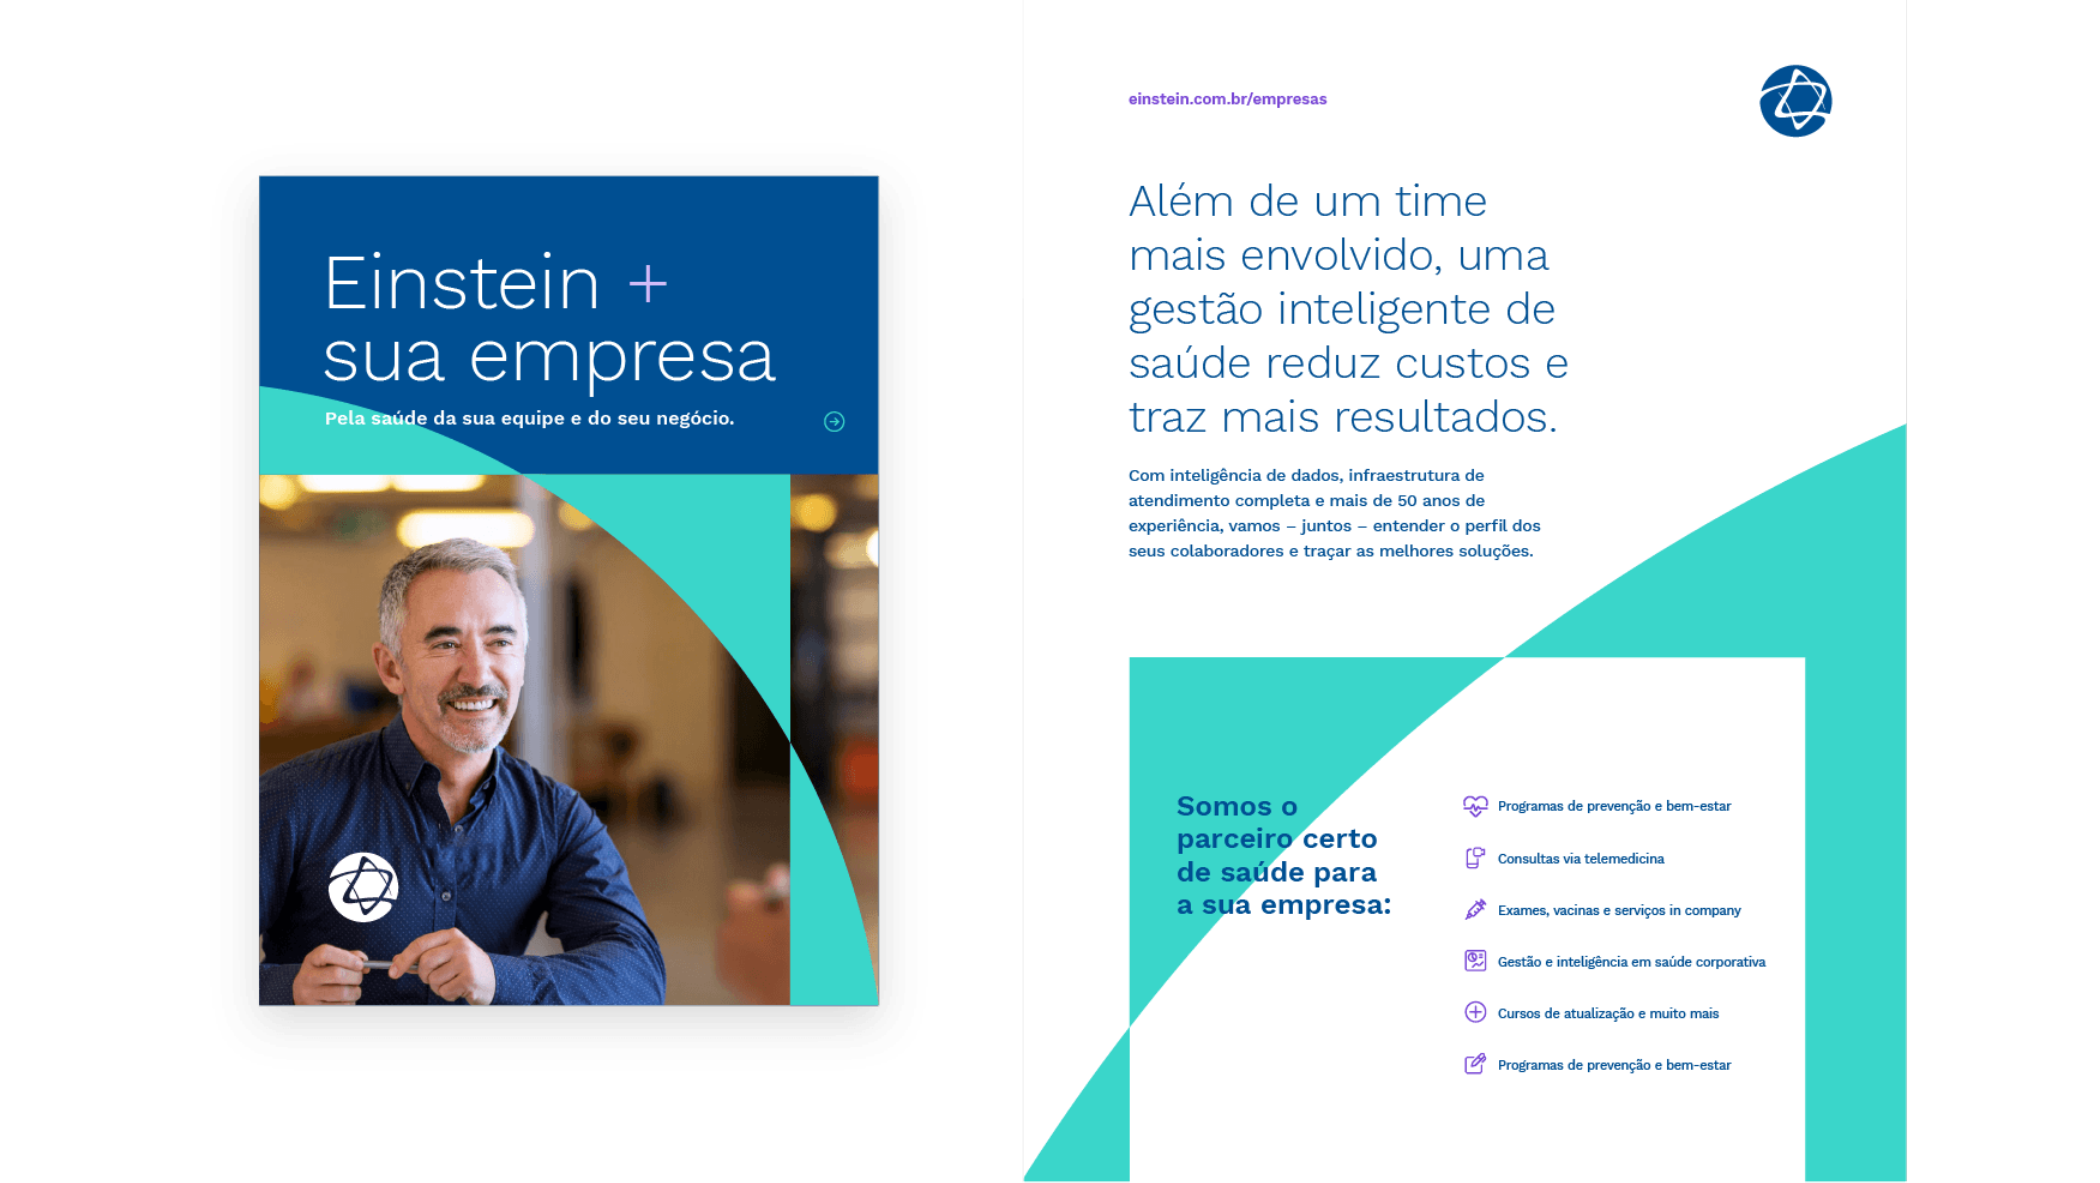 Einstein +
sua empresa
Pela saúde da sua equipe e do seu negócio.
einstein.com.br/empresas
Além de um time
mais envolvido, uma
gestão inteligente de
saúde reduz custos e
traz mais resultados.
Com inteligência de dados, infraestrutura de
atendimento completa e mais de 50 anos de
experiência, vamos – juntos – entender o perfil dos
seus colaboradores e traçar as melhores soluções.
Somos o
parceiro certo
de saúde para
a sua empresa:
Programas de prevenção e bem-estar
Consultas via telemedicina
Exames, vacinas e serviços in company
Gestão e inteligência em saúde corporativa
Cursos de atualização e muito mais
Programas de prevenção e bem-estar